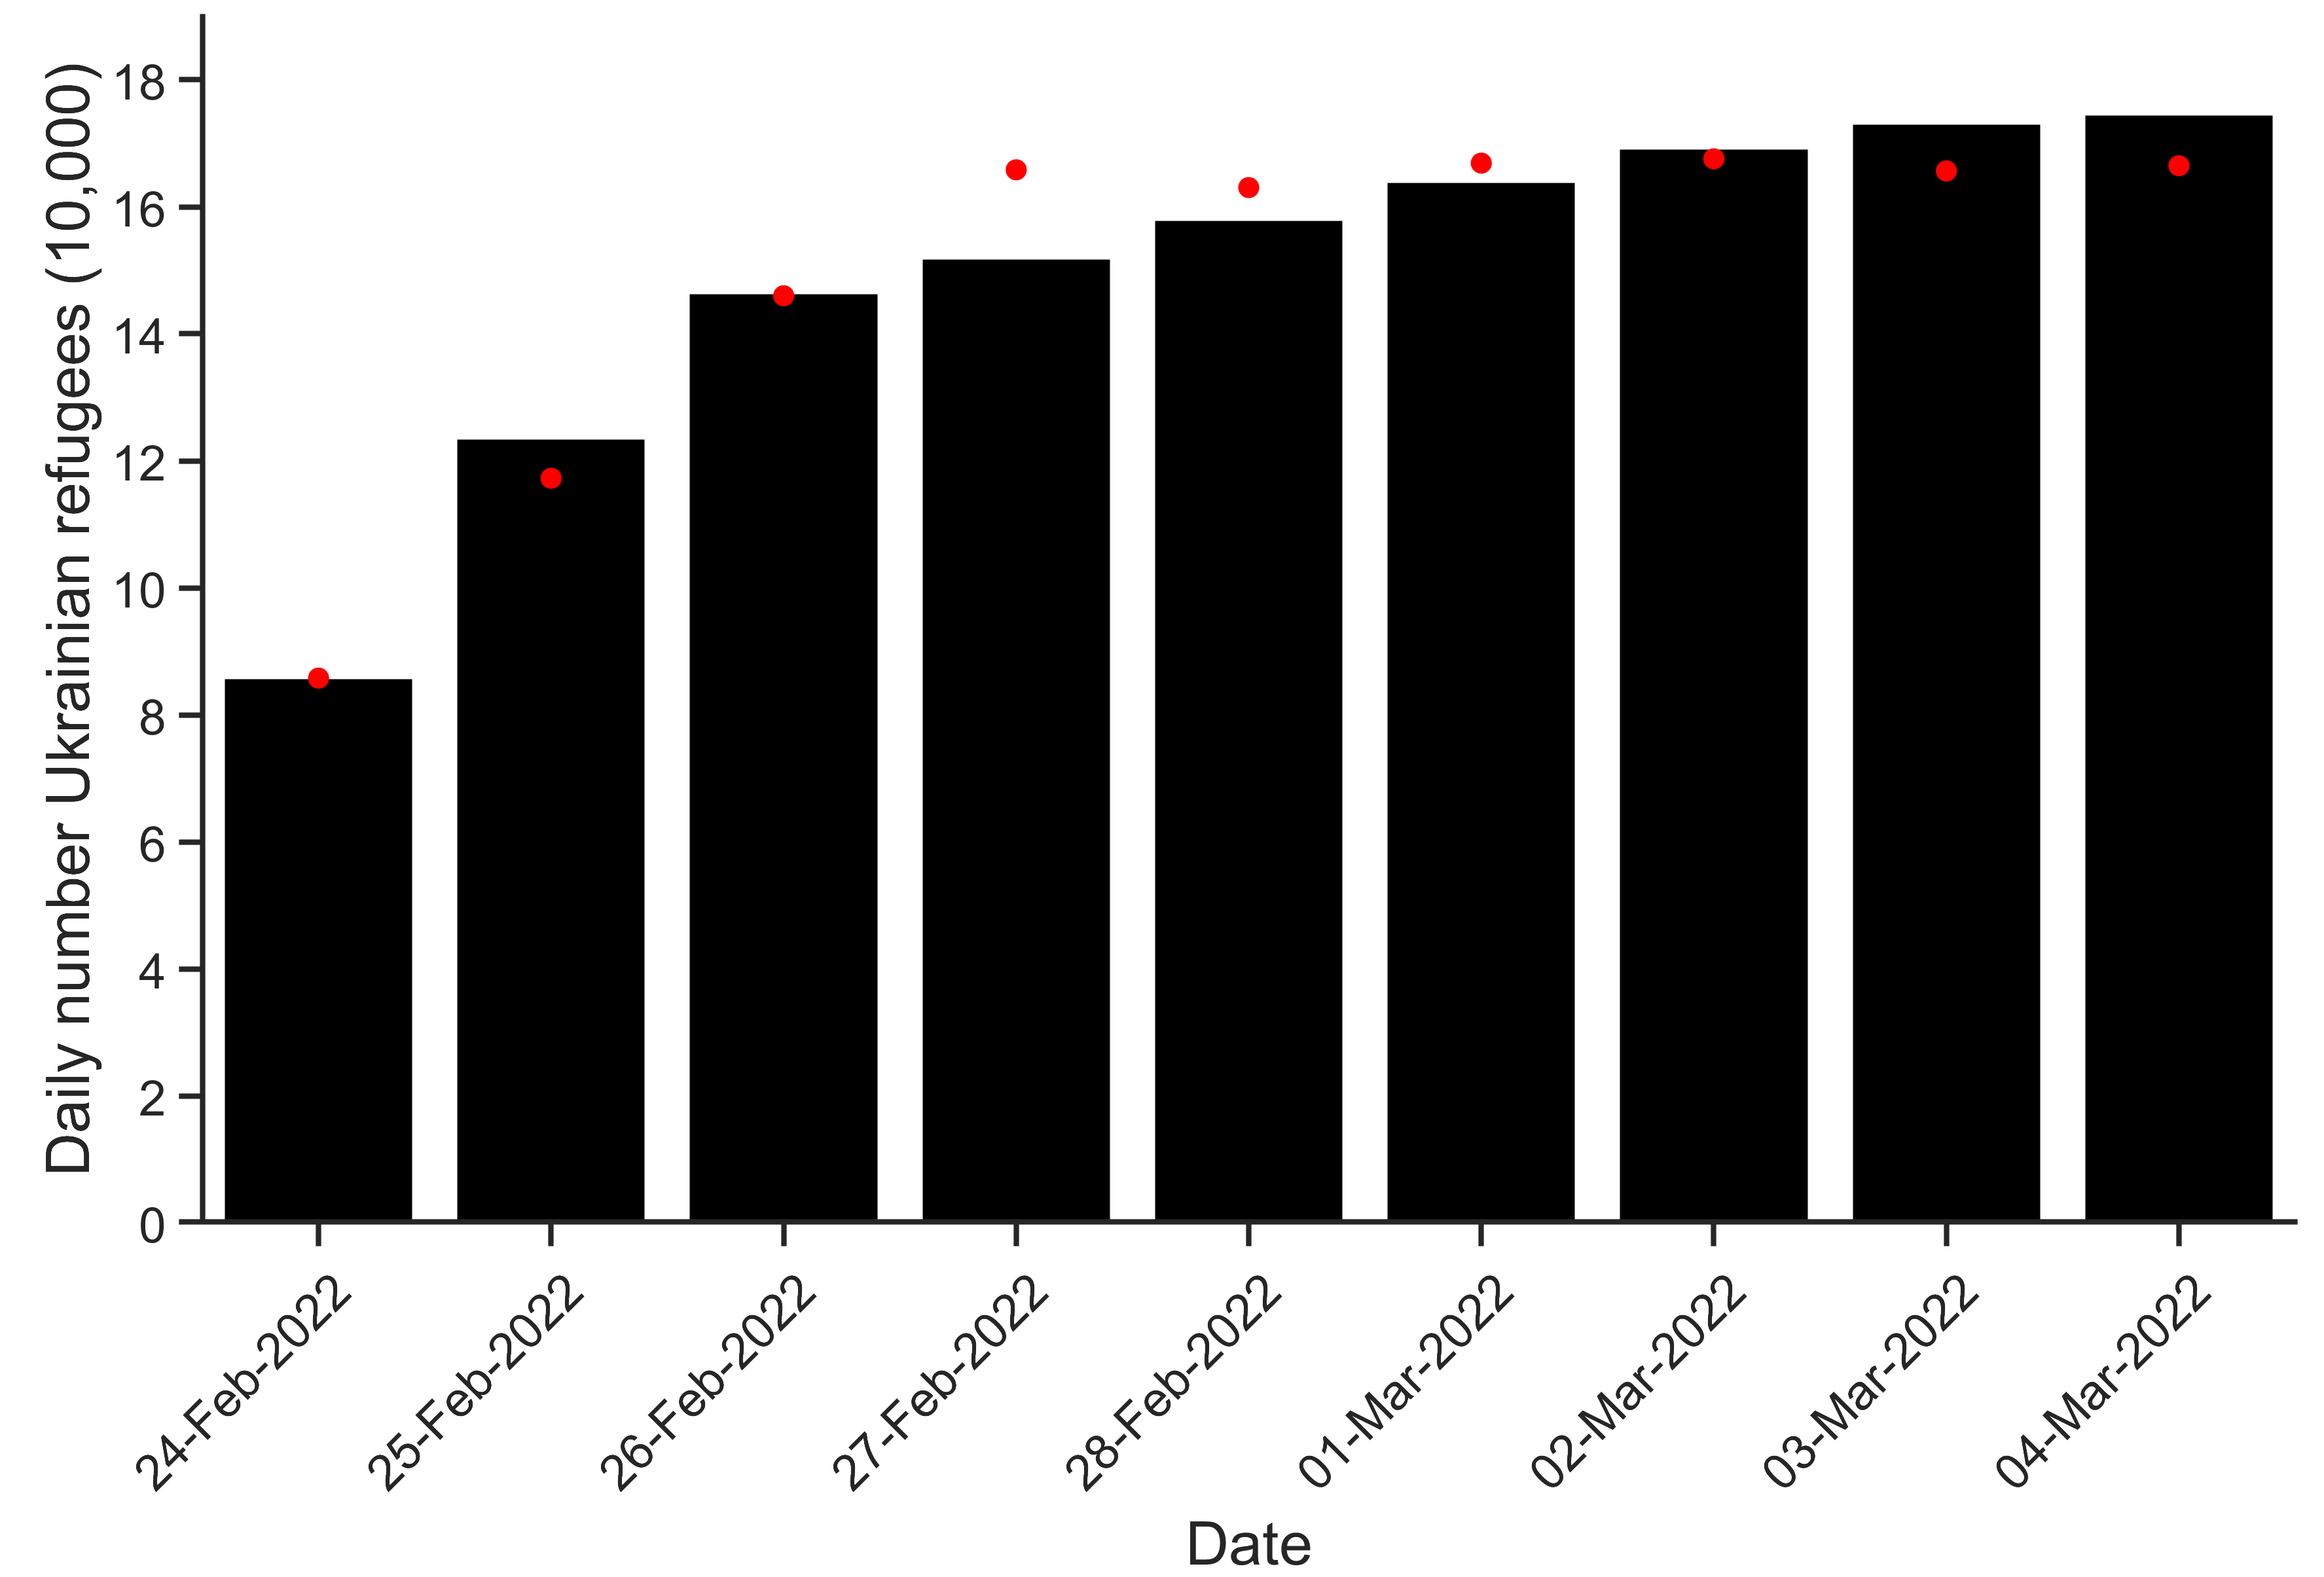 Daily number Ukrainian refugees (10,000)
18
16
14
12
10
8
6
4
2
0
24-Feb-2022
25-Feb-2022
26-Feb-2022
27-Feb-2022
28-Feb-2022
01-Mar-2022
02-Mar-2022
03-Mar-2022
04-Mar-2022
Date